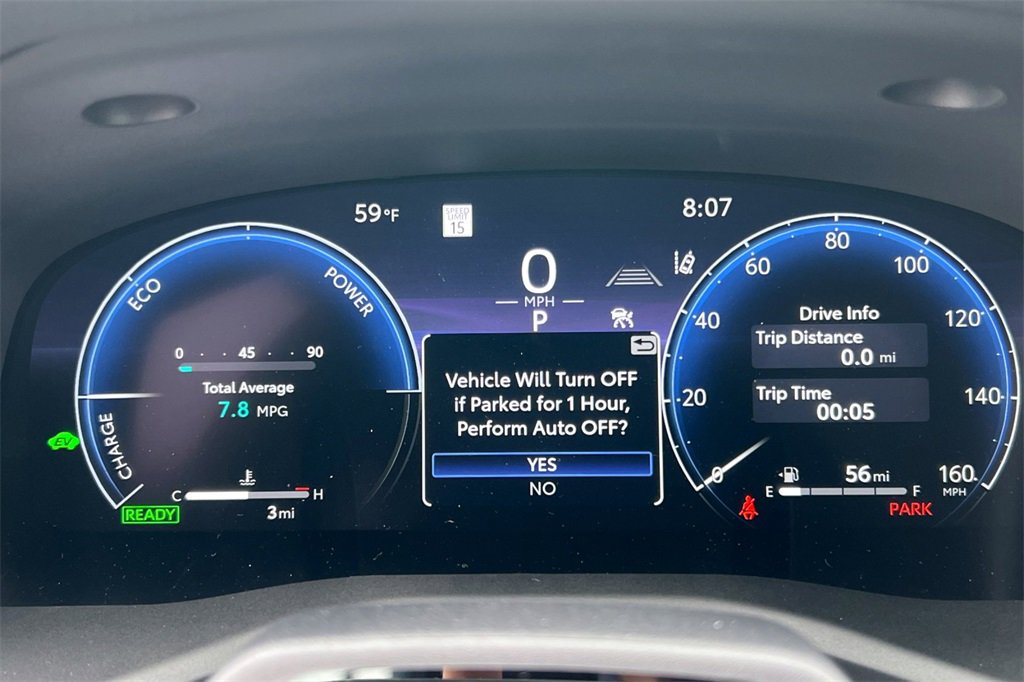 59°F
SPEED
LIMIT
15
8:07
0
MPH
P
ECO
POWER
CHARGE
0 45 90
Total Average
7.8 MPG
EV
C H
READY
3mi
Vehicle Will Turn OFF
if Parked for 1 Hour,
Perform Auto OFF?
YES
NO
0
20
40
60
80
100
120
140
160
MPH
Drive Info
Trip Distance
0.0 mi
Trip Time
00:05
56mi
E F
PARK